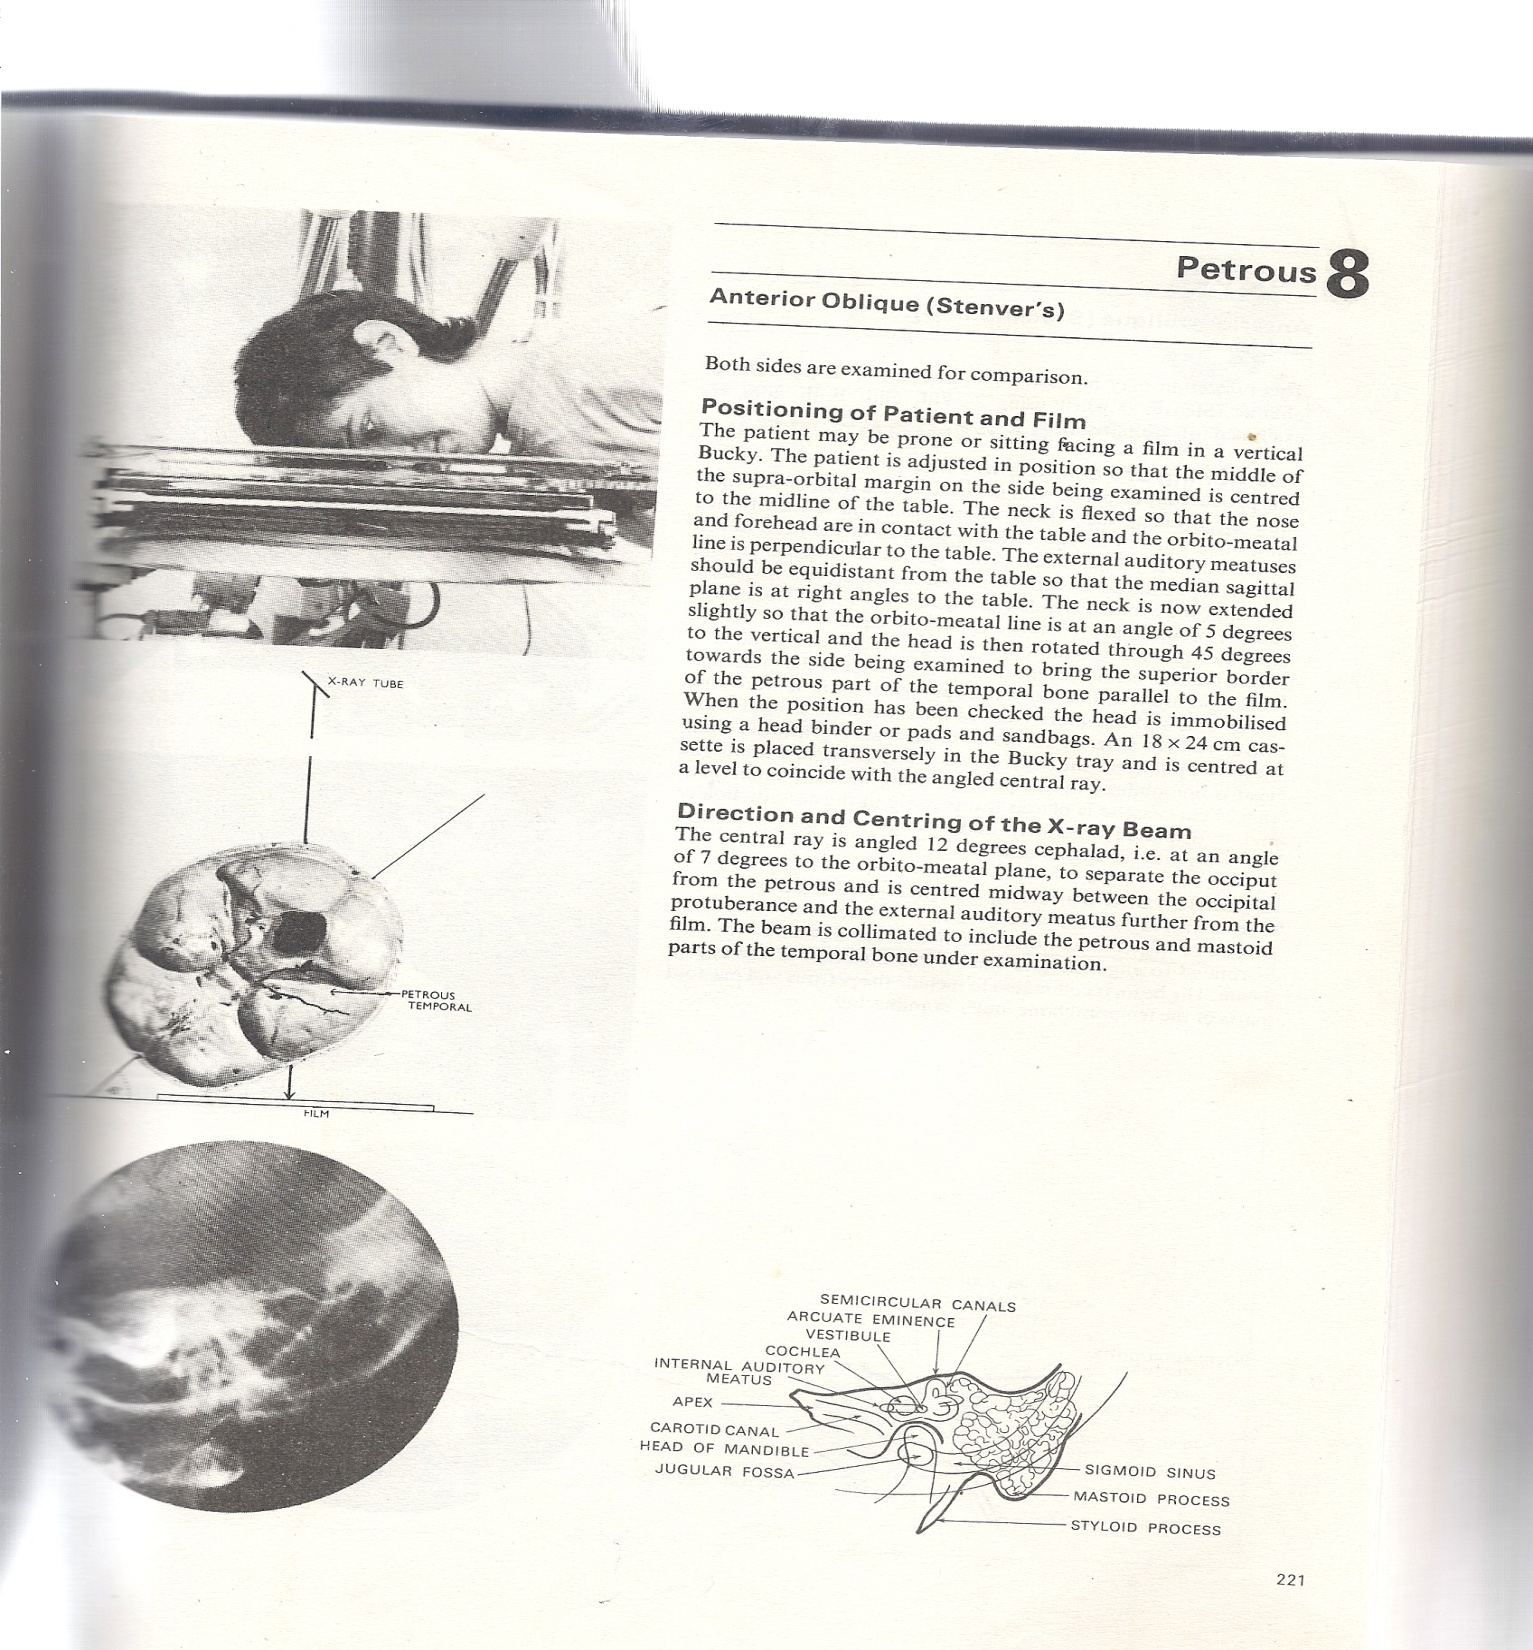 Petrous 8
Anterior Oblique (Stenver's)
Both sides are examined for comparison.
Positioning of Patient and Film
The patient may be prone or sitting facing a film in a vertical
Bucky. The patient is adjusted in position so that the middle of
the supra-orbital margin on the side being examined is centred
to the midline of the table. The neck is flexed so that the nose
and forehead are in contact with the table and the orbito-meatal
line is perpendicular to the table. The external auditory meatuses
should be equidistant from the table so that the median sagittal
plane is at right angles to the table. The neck is now extended
slightly so that the orbito-meatal line is at an angle of 5 degrees
to the vertical and the head is then rotated through 45 degrees
towards the side being examined to bring the superior border
of the petrous part of the temporal bone parallel to the film.
When the position has been checked the head is immobilised
using a head binder or pads and sandbags. An 18 × 24 cm cas-
sette is placed transversely in the Bucky tray and is centred at
a level to coincide with the angled central ray.
Direction and Centring of the X-ray Beam
The central ray is angled 12 degrees cephalad, i.e. at an angle
of 7 degrees to the orbito-meatal plane, to separate the occiput
from the petrous and is centred midway between the occipital
protuberance and the external auditory meatus further from the
film. The beam is collimated to include the petrous and mastoid
parts of the temporal bone under examination.
X-RAY TUBE
PETROUS
TEMPORAL
FILM
SEMICIRCULAR CANALS
ARCUATE EMINENCE
VESTIBULE
COCHLEA
INTERNAL AUDITORY
MEATUS
APEX
CAROTID CANAL
HEAD OF MANDIBLE
JUGULAR FOSSA
SIGMOID SINUS
MASTOID PROCESS
STYLOID PROCESS
221